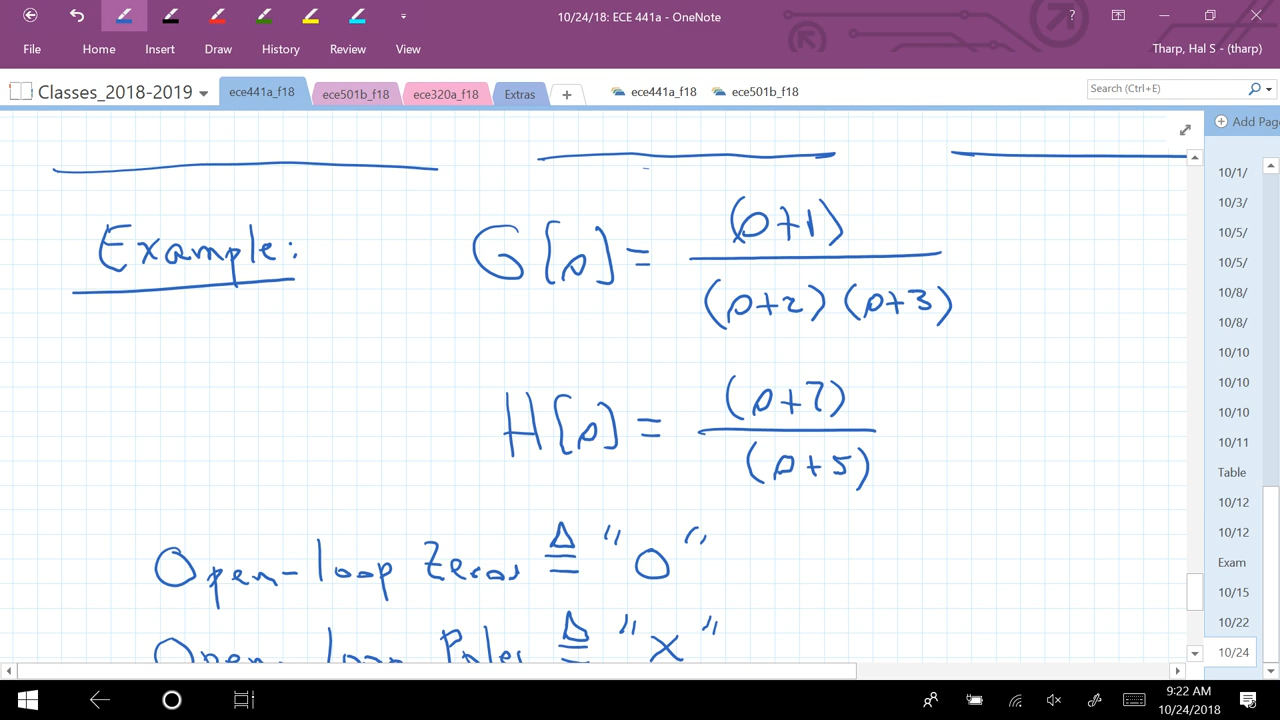 10/24/18: ECE 441a - OneNote
File Home Insert Draw History Review View
Tharp, Hal S - (tharp)
Classes_2018-2019
ece441a_f18 ece501b_f18 ece320a_f18 Extras
ece441a_f18 ece501b_f18
Search (Ctrl+E)
Add Page
10/1/
10/3/
10/5/
10/5/
10/8/
10/8/
10/10
10/10
10/10
10/11
Table
10/12
10/12
Exam
10/15
10/22
10/24
Example:
G[s] = (s+1) / (s+2)(s+3)
H[s] = (s+7) / (s+5)
Open-loop Zeros ≜ "O"
Open-loop Poles ≜ "X"
9:22 AM
10/24/2018